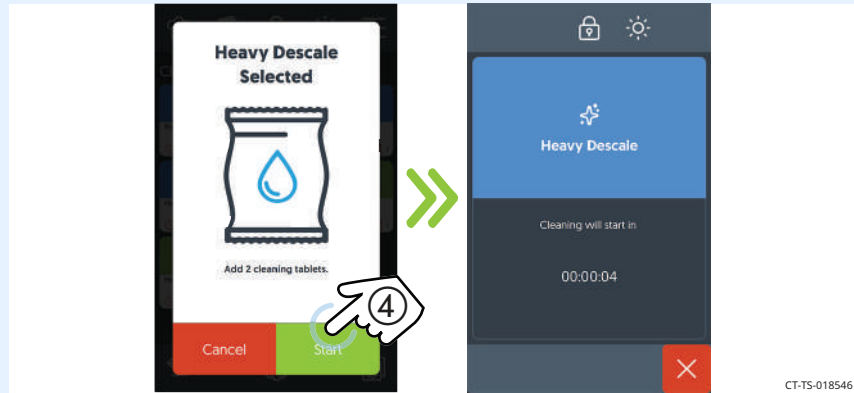 Heavy Descale
Selected
Add 2 cleaning tablets.
4
Cancel
Start
Heavy Descale
Cleaning will start in
00:00:04
CT-TS-018546